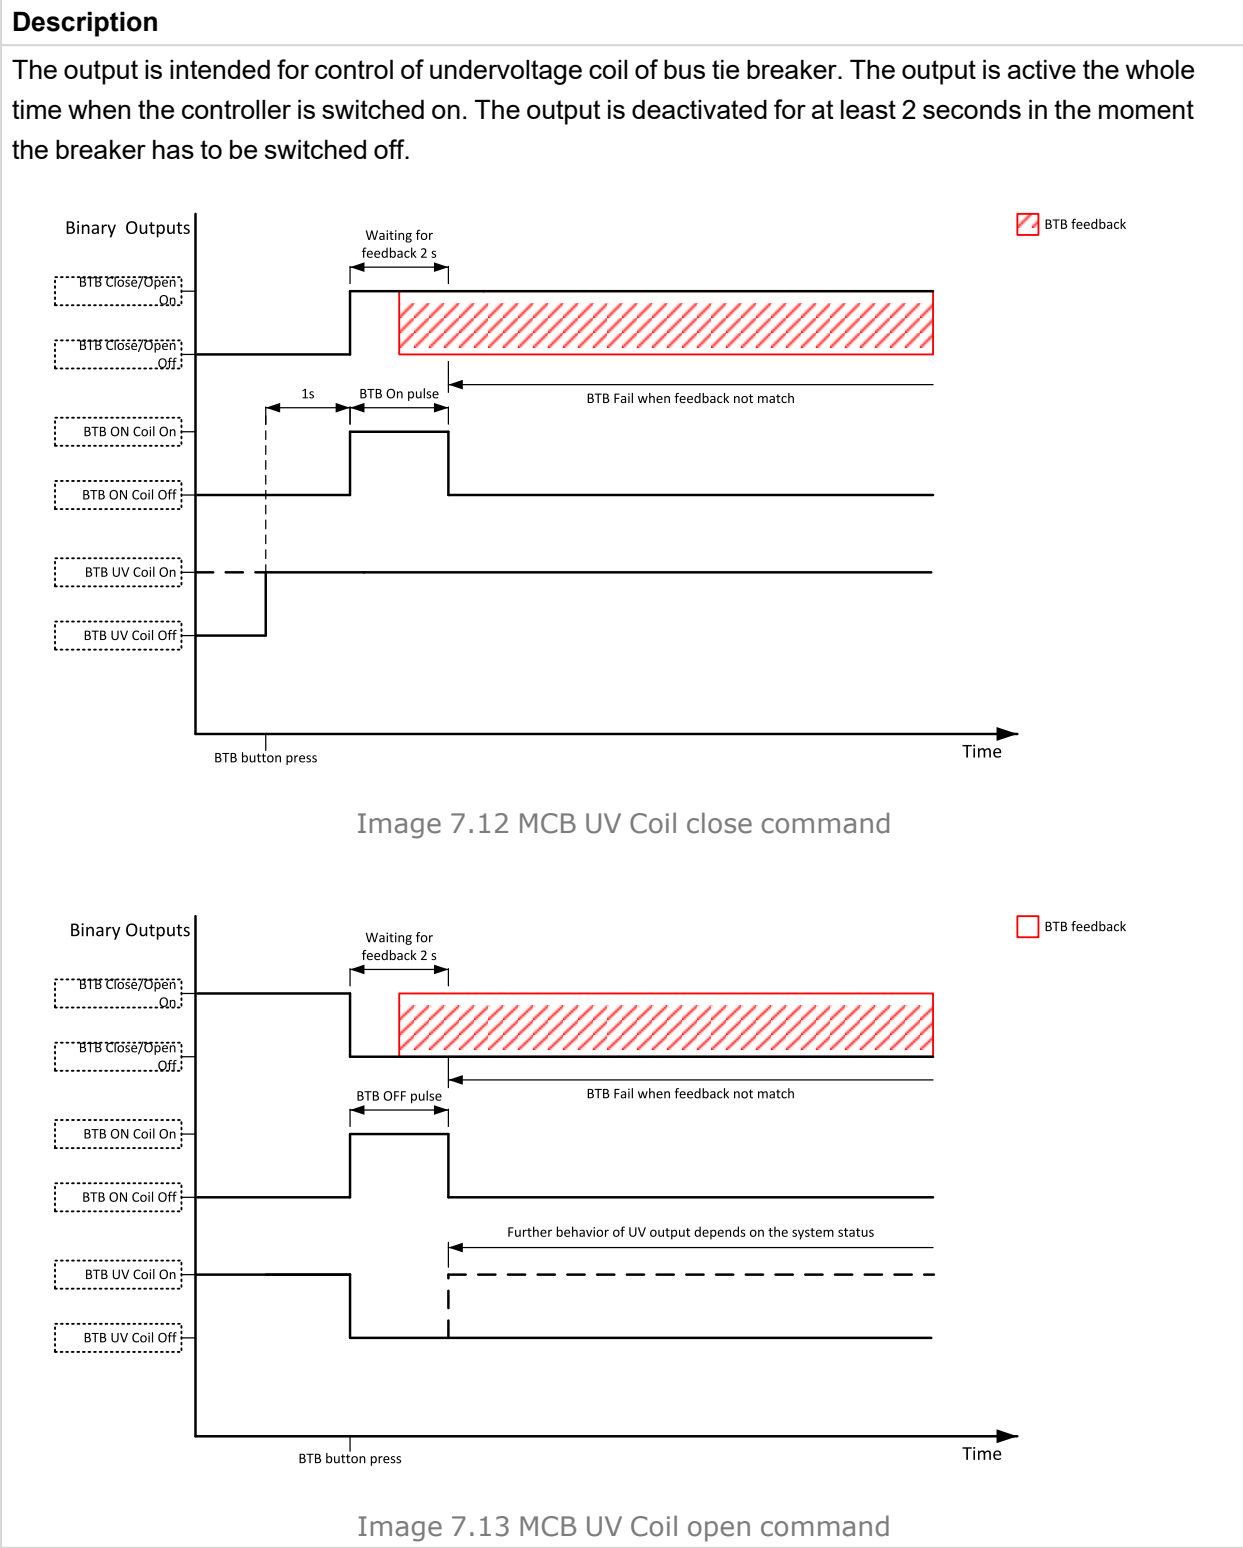 Description
The output is intended for control of undervoltage coil of bus tie breaker. The output is active the whole
time when the controller is switched on. The output is deactivated for at least 2 seconds in the moment
the breaker has to be switched off.
Binary Outputs
Waiting for
feedback 2 s
BTB feedback
BTB Close/Open
On
BTB Close/Open
Off
BTB Fail when feedback not match
1s
BTB On pulse
BTB ON Coil On
BTB ON Coil Off
BTB UV Coil On
BTB UV Coil Off
BTB button press
Time
Image 7.12 MCB UV Coil close command
Binary Outputs
Waiting for
feedback 2 s
BTB feedback
BTB Close/Open
On
BTB Close/Open
Off
BTB Fail when feedback not match
BTB OFF pulse
BTB ON Coil On
BTB ON Coil Off
Further behavior of UV output depends on the system status
BTB UV Coil On
BTB UV Coil Off
BTB button press
Time
Image 7.13 MCB UV Coil open command